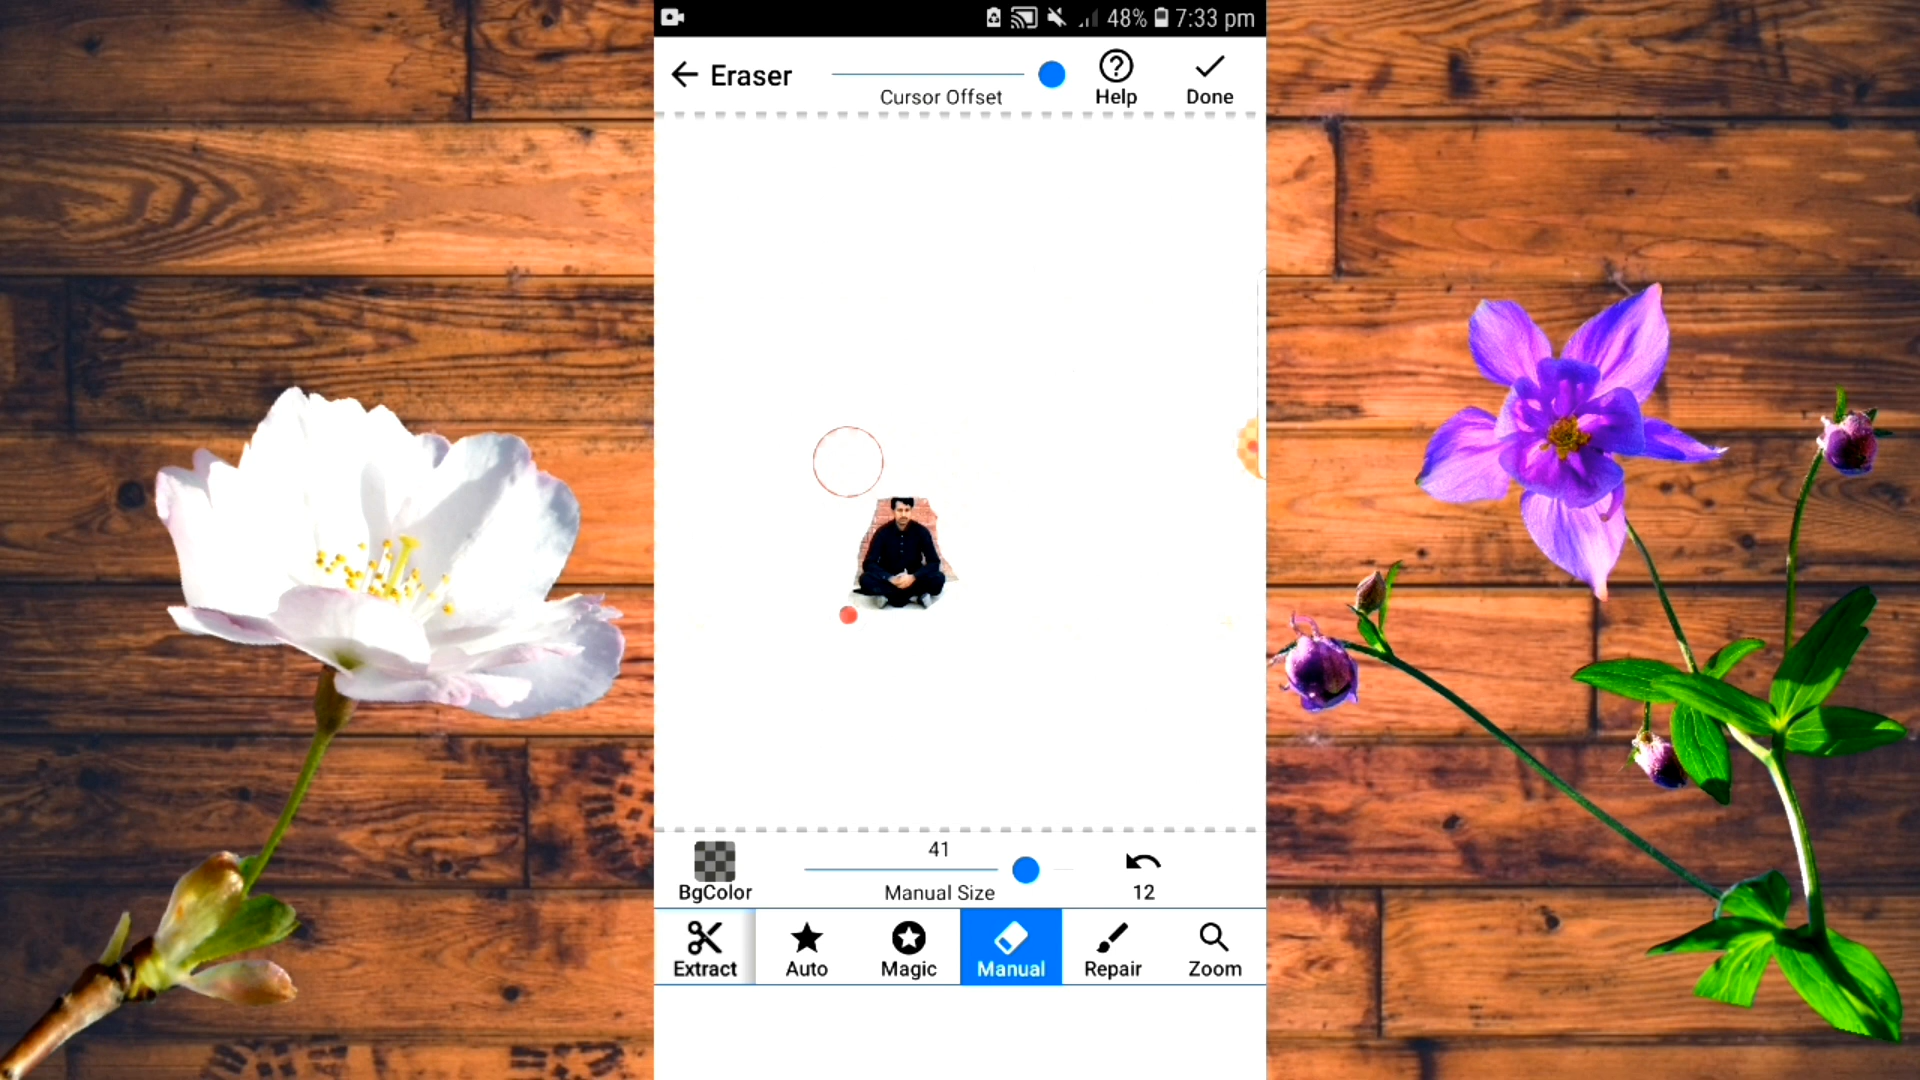 48% 7:33 pm
Eraser
Cursor Offset
Help
Done
41
BgColor
Manual Size
12
Extract
Auto
Magic
Manual
Repair
Zoom